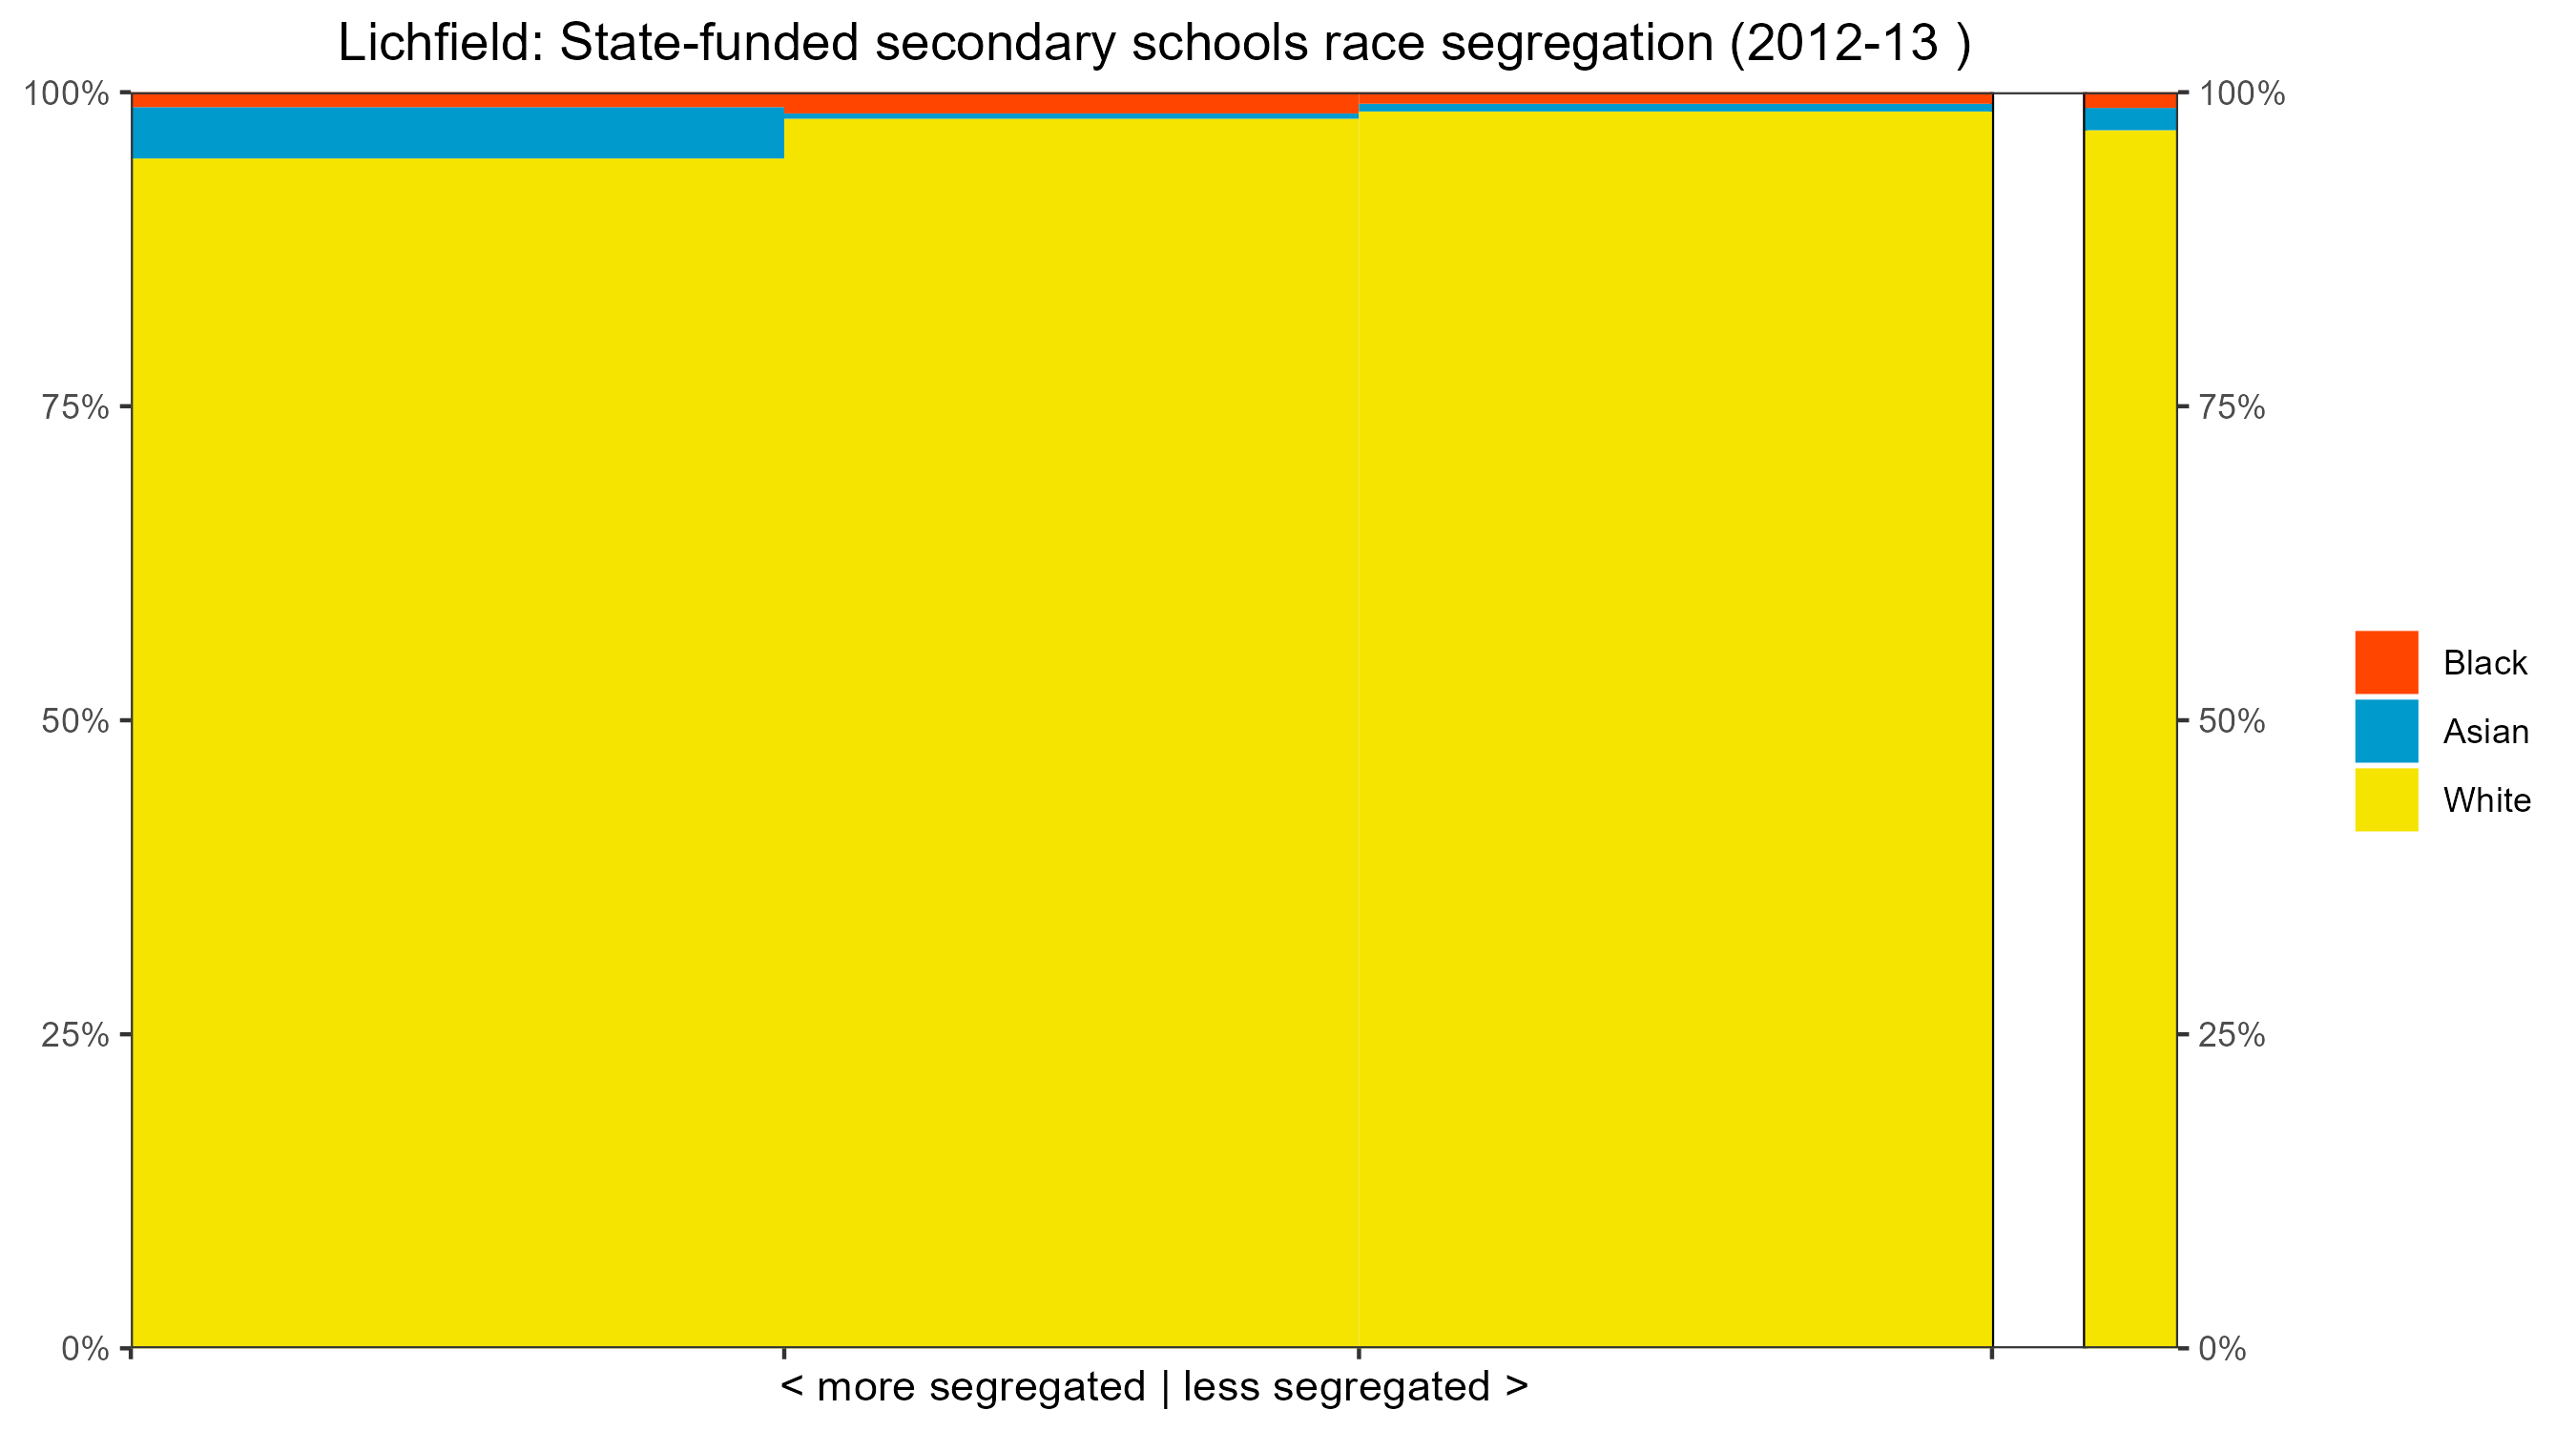 Lichfield: State-funded secondary schools race segregation (2012-13 )
100%
75%
50%
25%
0%
100%
75%
50%
25%
0%
Black
Asian
White
< more segregated | less segregated >